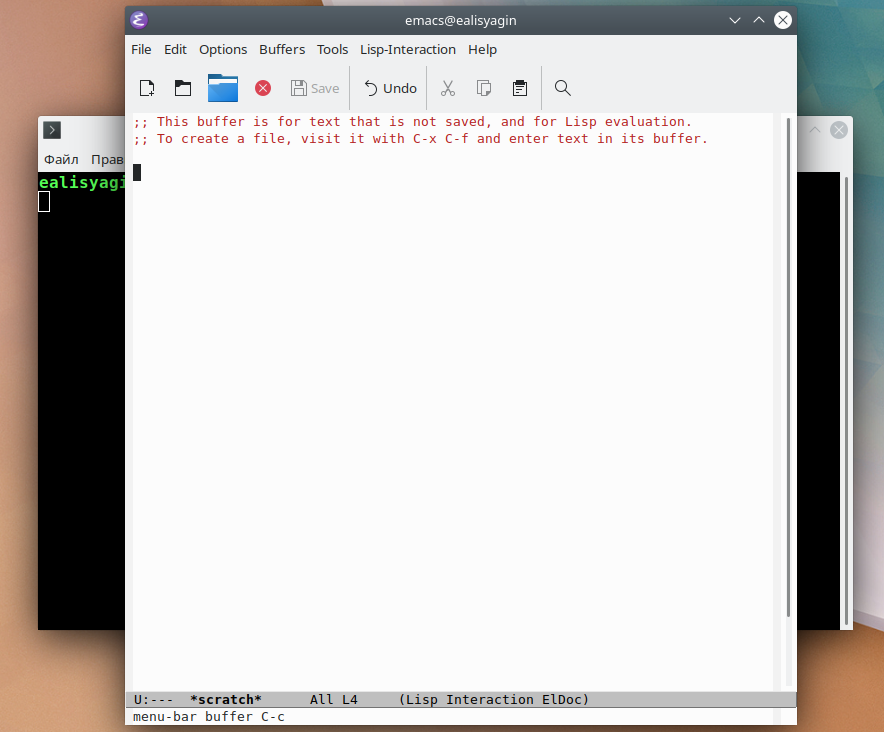 emacs@ealisyagin
File Edit Options Buffers Tools Lisp-Interaction Help
Save Undo
;; This buffer is for text that is not saved, and for Lisp evaluation.
;; To create a file, visit it with C-x C-f and enter text in its buffer.
Файл Прав
ealisyagi
U:--- *scratch* All L4 (Lisp Interaction ElDoc)
menu-bar buffer C-c